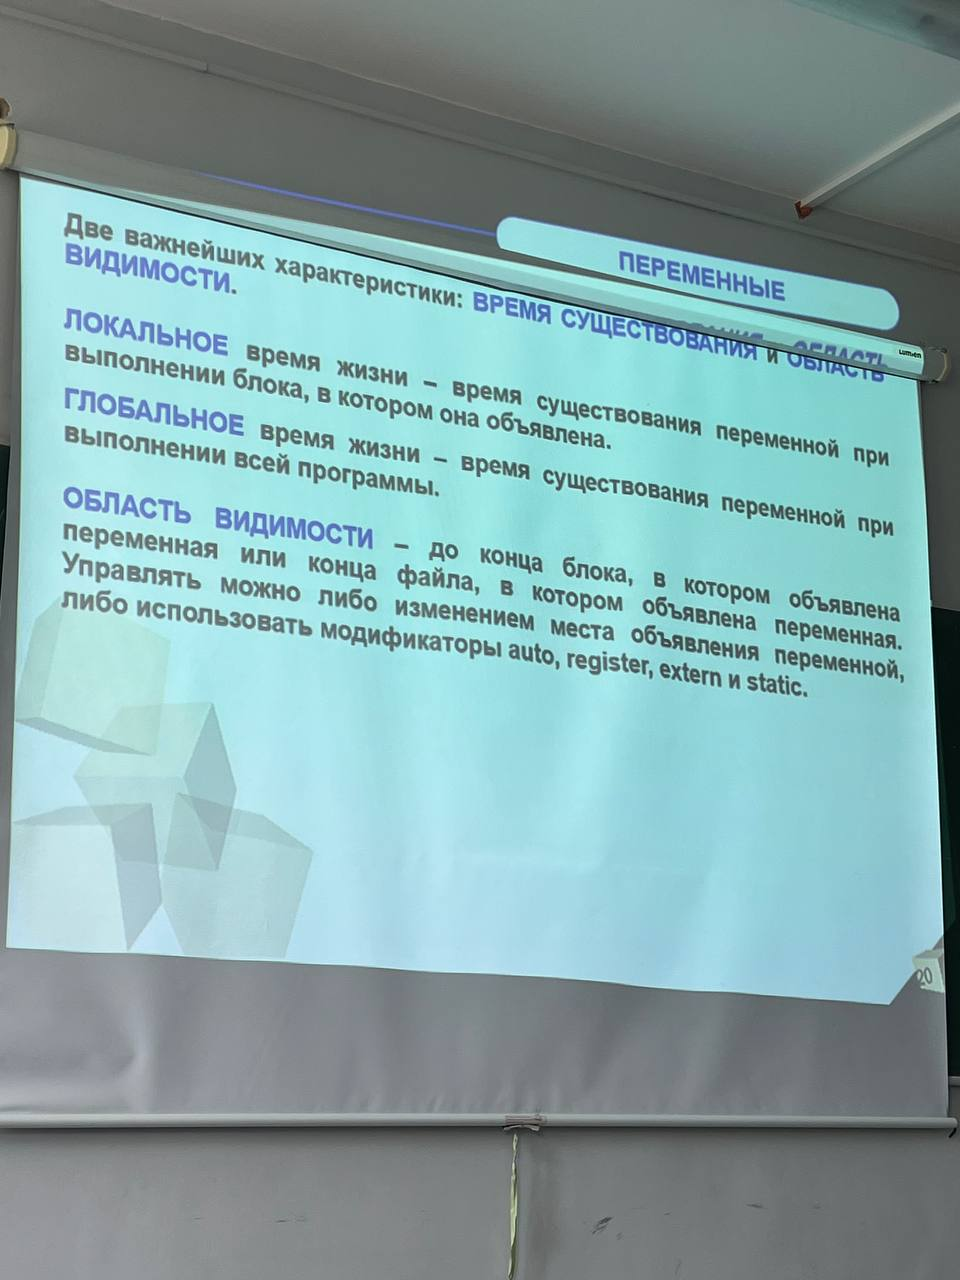 ПЕРЕМЕННЫЕ
Lumien
Две важнейших характеристики: ВРЕМЯ СУЩЕСТВОВАНИЯ и ОБЛАСТЬ
ВИДИМОСТИ.
ЛОКАЛЬНОЕ время жизни – время существования переменной при
выполнении блока, в котором она объявлена.
ГЛОБАЛЬНОЕ время жизни – время существования переменной при
выполнении всей программы.
ОБЛАСТЬ ВИДИМОСТИ – до конца блока, в котором объявлена
переменная или конца файла, в котором объявлена переменная.
Управлять можно либо изменением места объявления переменной,
либо использовать модификаторы auto, register, extern и static.
20